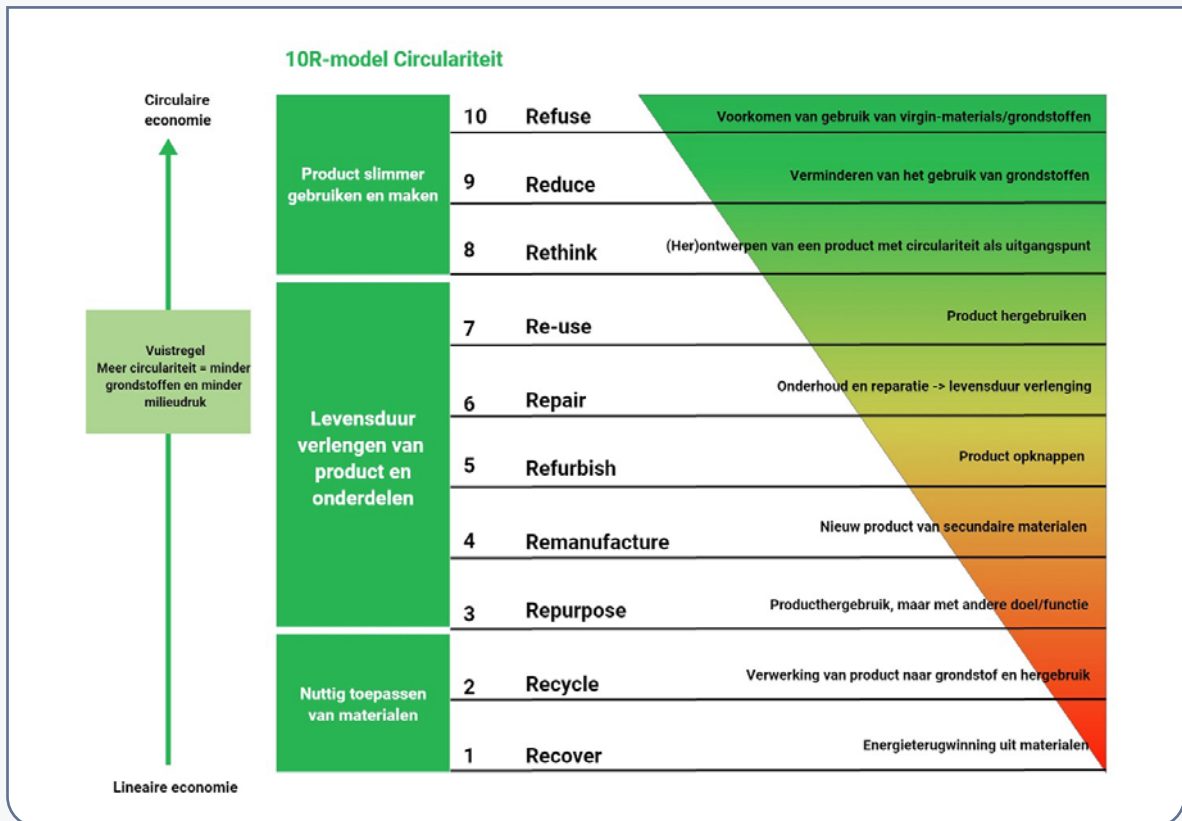 10R-model Circulariteit
Circulaire
economie
Vuistregel
Meer circulariteit = minder
grondstoffen en minder
milieudruk
Lineaire economie
Product slimmer
gebruiken en maken
10 Refuse Voorkomen van gebruik van virgin-materials/grondstoffen
9 Reduce Verminderen van het gebruik van grondstoffen
8 Rethink (Her)ontwerpen van een product met circulariteit als uitgangspunt
Levensduur
verlengen van
product en
onderdelen
7 Re-use Product hergebruiken
6 Repair Onderhoud en reparatie -> levensduur verlenging
5 Refurbish Product opknappen
4 Remanufacture Nieuw product van secundaire materialen
3 Repurpose Producthergebruik, maar met andere doel/functie
Nuttig toepassen
van materialen
2 Recycle Verwerking van product naar grondstof en hergebruik
1 Recover Energieterugwinning uit materialen